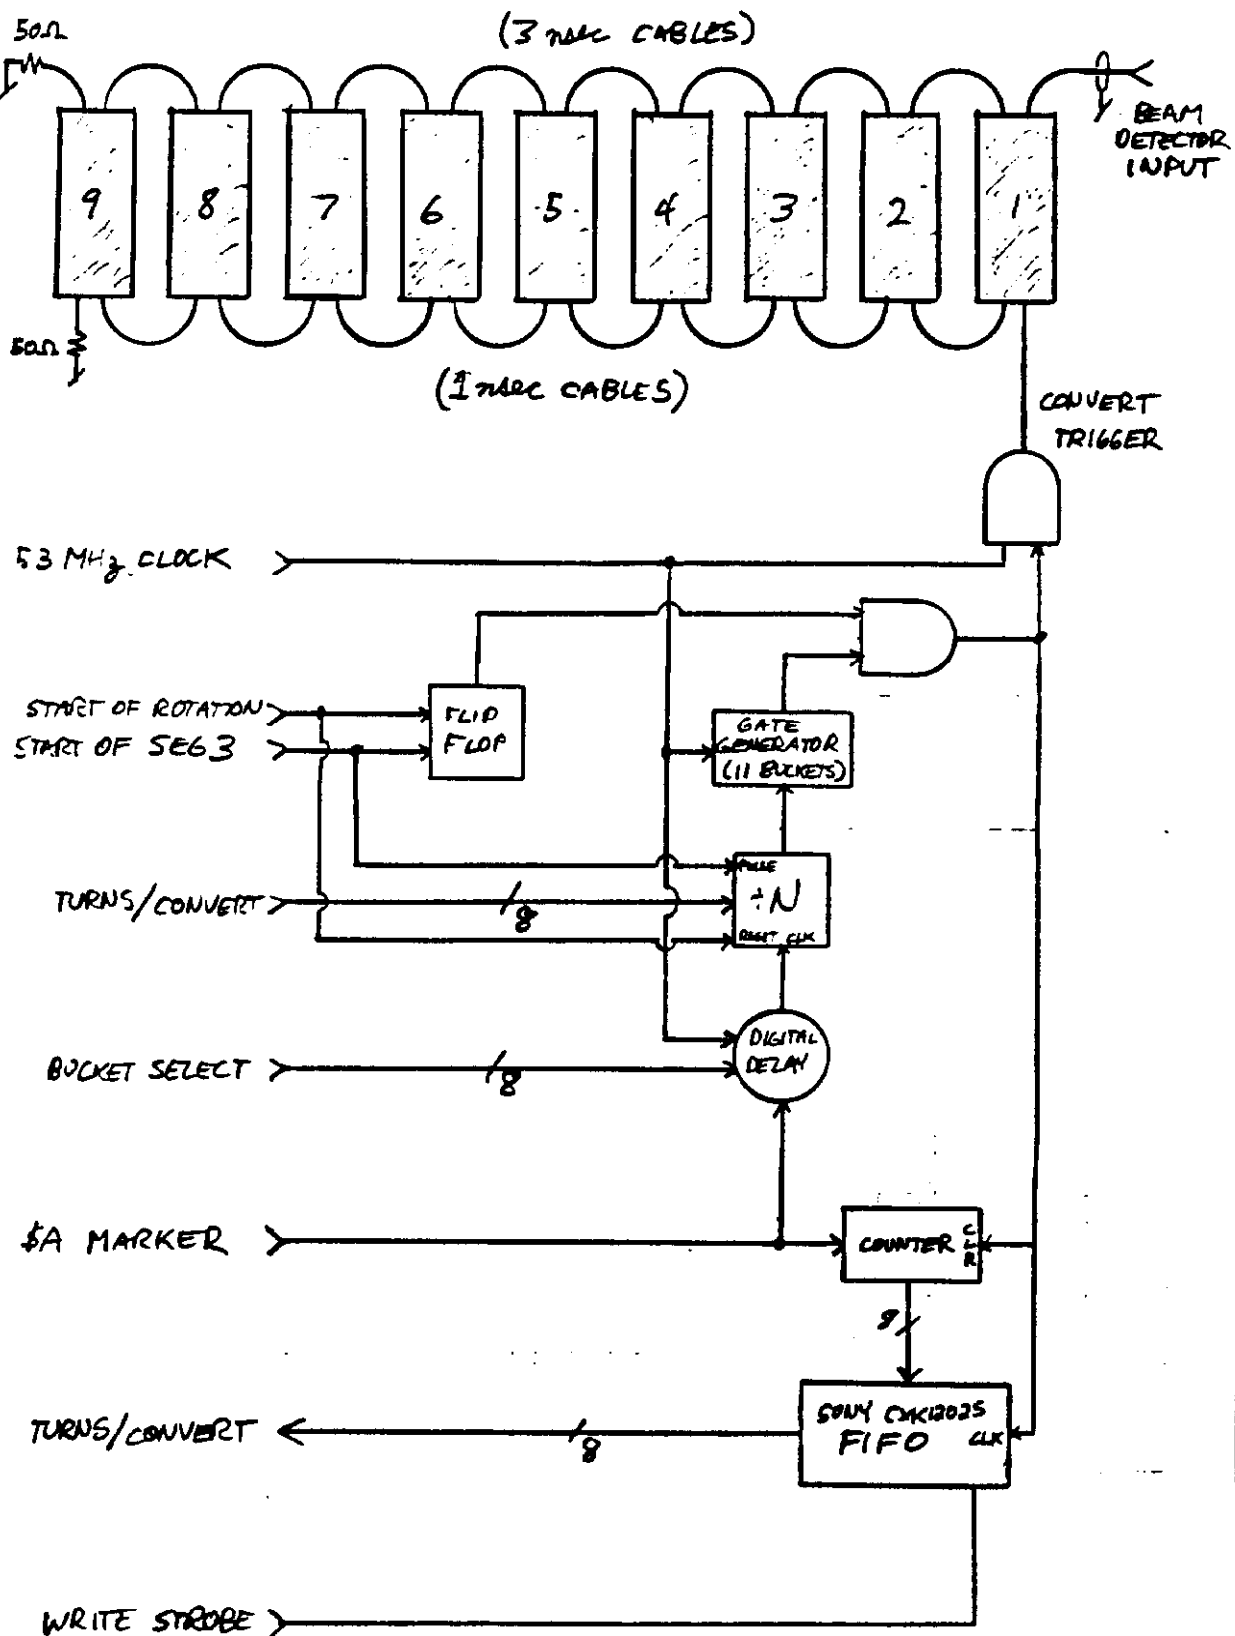 50Ω
(3 nsec CABLES)
BEAM
DETECTOR
INPUT
9 8 7 6 5 4 3 2 1
50Ω
(1 nsec CABLES)
CONVERT
TRIGGER
53 MHz CLOCK
START OF ROTATION
START OF SEG 3
FLIP
FLOP
GATE
GENERATOR
(11 BUCKETS)
TURNS/CONVERT
8
÷N
RESET CLK
DIGITAL
DELAY
BUCKET SELECT
8
$A MARKER
COUNTER
CLR
8
TURNS/CONVERT
8
SONY
FIFO CLK
WRITE STROBE